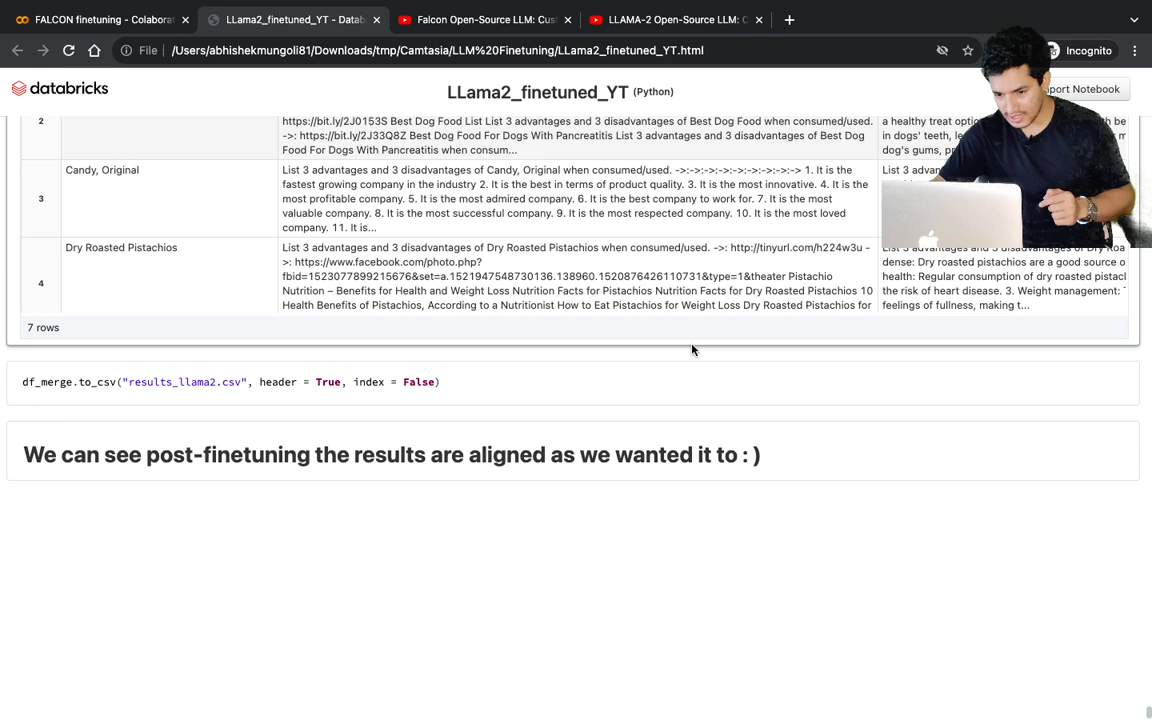 FALCON finetuning - Colaborat
LLama2_finetuned_YT - Datab
Falcon Open-Source LLM: Cus
LLAMA-2 Open-Source LLM: C
File
/Users/abhishekmungoli81/Downloads/tmp/Camtasia/LLM%20Finetuning/LLama2_finetuned_YT.html
Incognito
databricks
LLama2_finetuned_YT (Python)
port Notebook
2
https://bit.ly/2J0153S Best Dog Food List List 3 advantages and 3 disadvantages of Best Dog Food when consumed/used.
->: https://bit.ly/2J33Q8Z Best Dog Food For Dogs With Pancreatitis List 3 advantages and 3 disadvantages of Best Dog
Food For Dogs With Pancreatitis when consum...
a healthy treat option
in dogs' teeth,
dog's gums,
3
Candy, Original
List 3 advantages and 3 disadvantages of Candy, Original when consumed/used. ->:->:->:->:->:->:->:->:-> 1. It is the
fastest growing company in the industry 2. It is the best in terms of product quality. 3. It is the most innovative. 4. It is the
most profitable company. 5. It is the most admired company. 6. It is the best company to work for. 7. It is the most
valuable company. 8. It is the most successful company. 9. It is the most respected company. 10. It is the most loved
company. 11. It is...
List 3
4
Dry Roasted Pistachios
List 3 advantages and 3 disadvantages of Dry Roasted Pistachios when consumed/used. ->: http://tinyurl.com/h224w3u -
>: https://www.facebook.com/photo.php?
fbid=1523077899215676&set=a.1521947548730136.138960.1520876426110731&type=1&theater Pistachio
Nutrition – Benefits for Health and Weight Loss Nutrition Facts for Pistachios Nutrition Facts for Dry Roasted Pistachios 10
Health Benefits of Pistachios, According to a Nutritionist How to Eat Pistachios for Weight Loss Dry Roasted Pistachios for
List 3 advantages and 3 disadvantages of Dry Roa
dense: Dry roasted pistachios are a good source o
health: Regular consumption of dry roasted pistacl
the risk of heart disease. 3. Weight management:
feelings of fullness, making t...
7 rows
df_merge.to_csv("results_llama2.csv", header = True, index = False)
We can see post-finetuning the results are aligned as we wanted it to : )